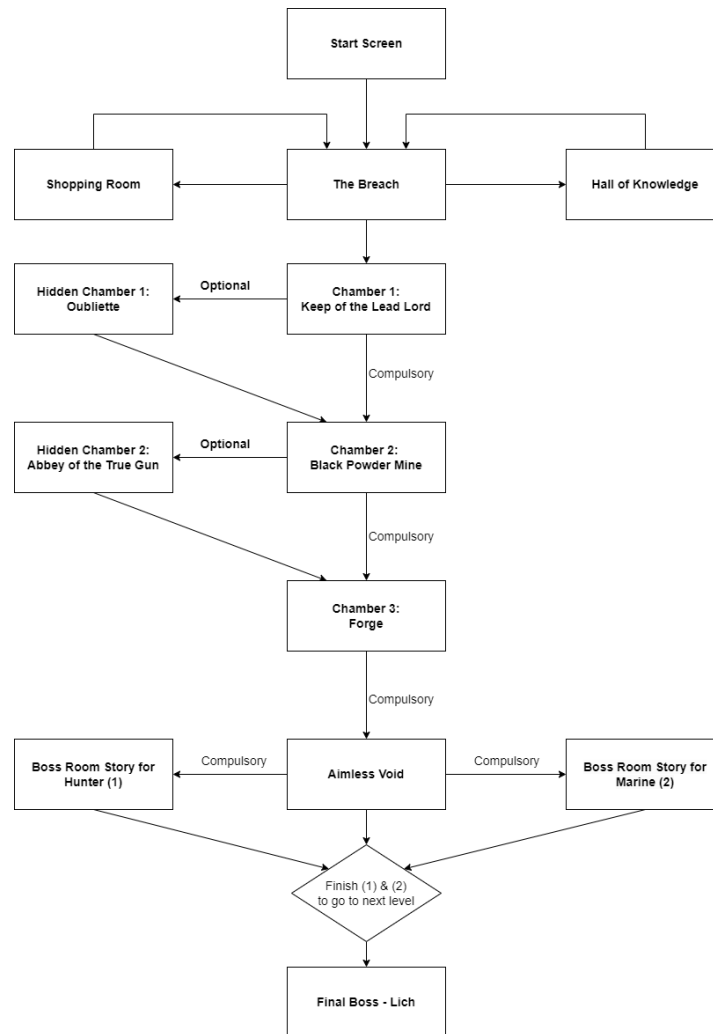 Start Screen
Shopping Room
The Breach
Hall of Knowledge
Hidden Chamber 1:
Oubliette
Optional
Chamber 1:
Keep of the Lead Lord
Compulsory
Hidden Chamber 2:
Abbey of the True Gun
Optional
Chamber 2:
Black Powder Mine
Compulsory
Chamber 3:
Forge
Compulsory
Boss Room Story for
Hunter (1)
Compulsory
Aimless Void
Compulsory
Boss Room Story for
Marine (2)
Finish (1) & (2)
to go to next level
Final Boss - Lich